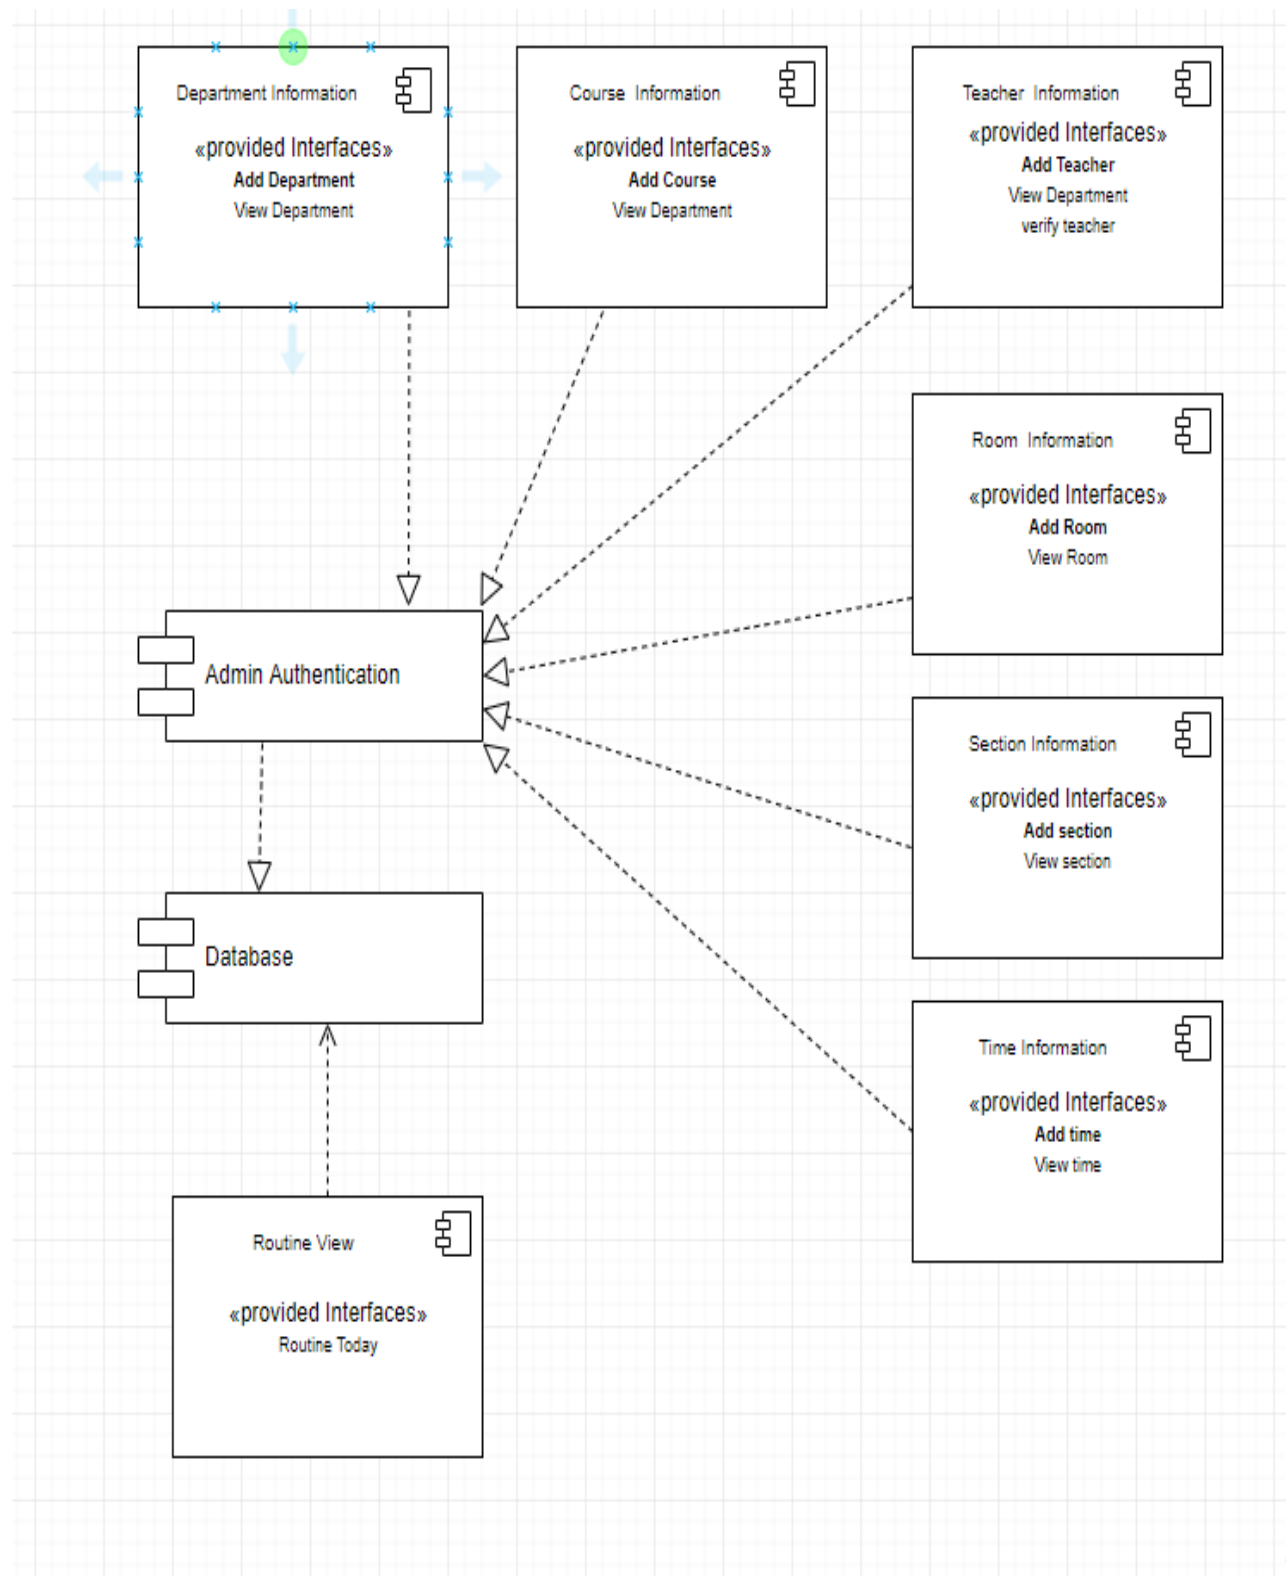 Department Information
«provided Interfaces»
Add Department
View Department
Course  Information
«provided Interfaces»
Add Course
View Department
Teacher  Information
«provided Interfaces»
Add Teacher
View Department
verify teacher
Room  Information
«provided Interfaces»
Add Room
View Room
Admin Authentication
Section Information
«provided Interfaces»
Add section
View section
Database
Time Information
«provided Interfaces»
Add time
View time
Routine View
«provided Interfaces»
Routine Today